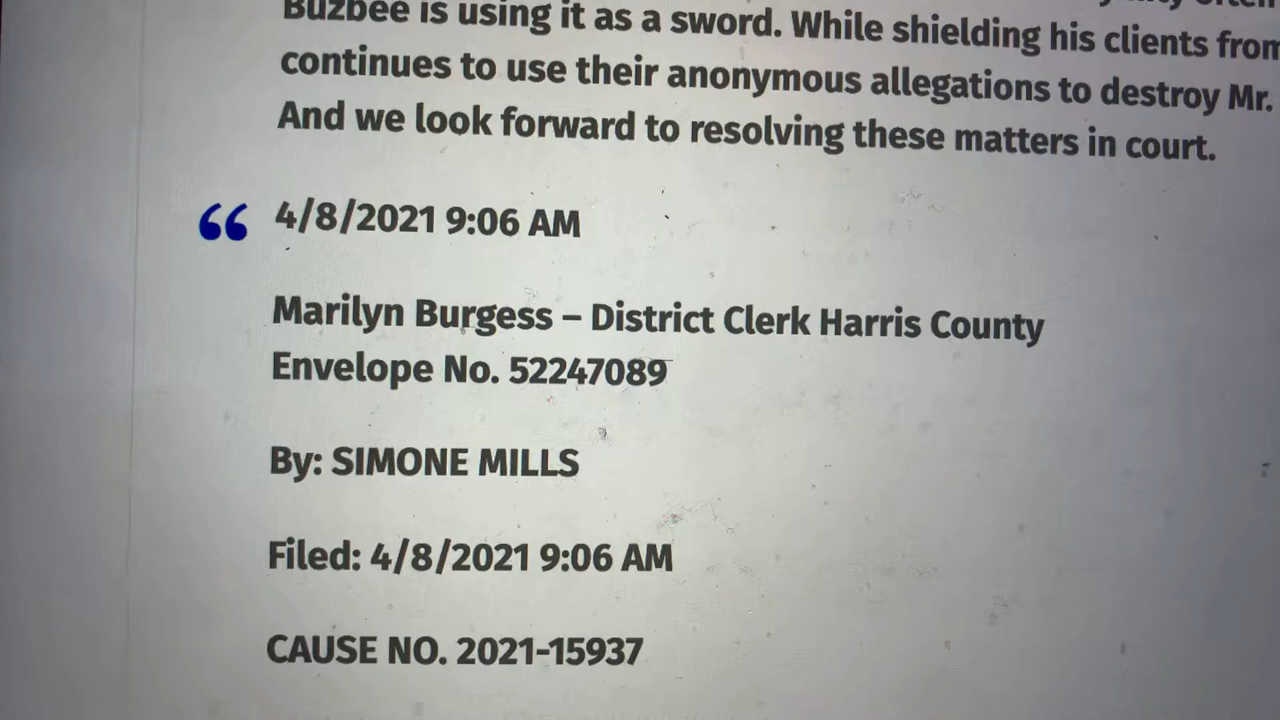 Buzbee is using it as a sword. While shielding his clients from
continues to use their anonymous allegations to destroy Mr.
And we look forward to resolving these matters in court.
“ 4/8/2021 9:06 AM
Marilyn Burgess – District Clerk Harris County
Envelope No. 52247089
By: SIMONE MILLS
Filed: 4/8/2021 9:06 AM
CAUSE NO. 2021-15937